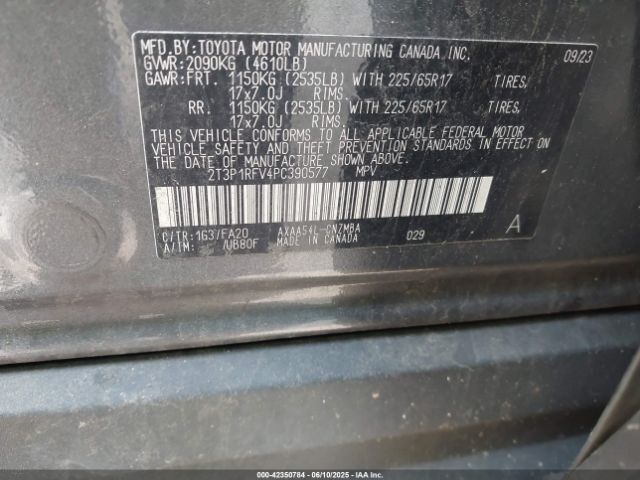 MFD.BY: TOYOTA MOTOR MANUFACTURING CANADA, INC. 09/23
GVWR: 2090KG (4610LB)
GAWR: FRT. 1150KG (2535LB) WITH 225/65R17 TIRES,
17x7.0J RIMS.
RR. 1150KG (2535LB) WITH 225/65R17 TIRES,
17x7.0J RIMS.
THIS VEHICLE CONFORMS TO ALL APPLICABLE FEDERAL MOTOR
VEHICLE SAFETY AND THEFT PREVENTION STANDARDS IN EFFECT ON
THE DATE OF MANUFACTURE SHOWN ABOVE.
2T3P1RFV4PC390577 MPV
C/TR: 1G3/FA20 AXAA54L-CNZMBA
A/TM: /UB80F MADE IN CANADA 029 A
000-42350784 - 06/10/2025 - IAA Inc.